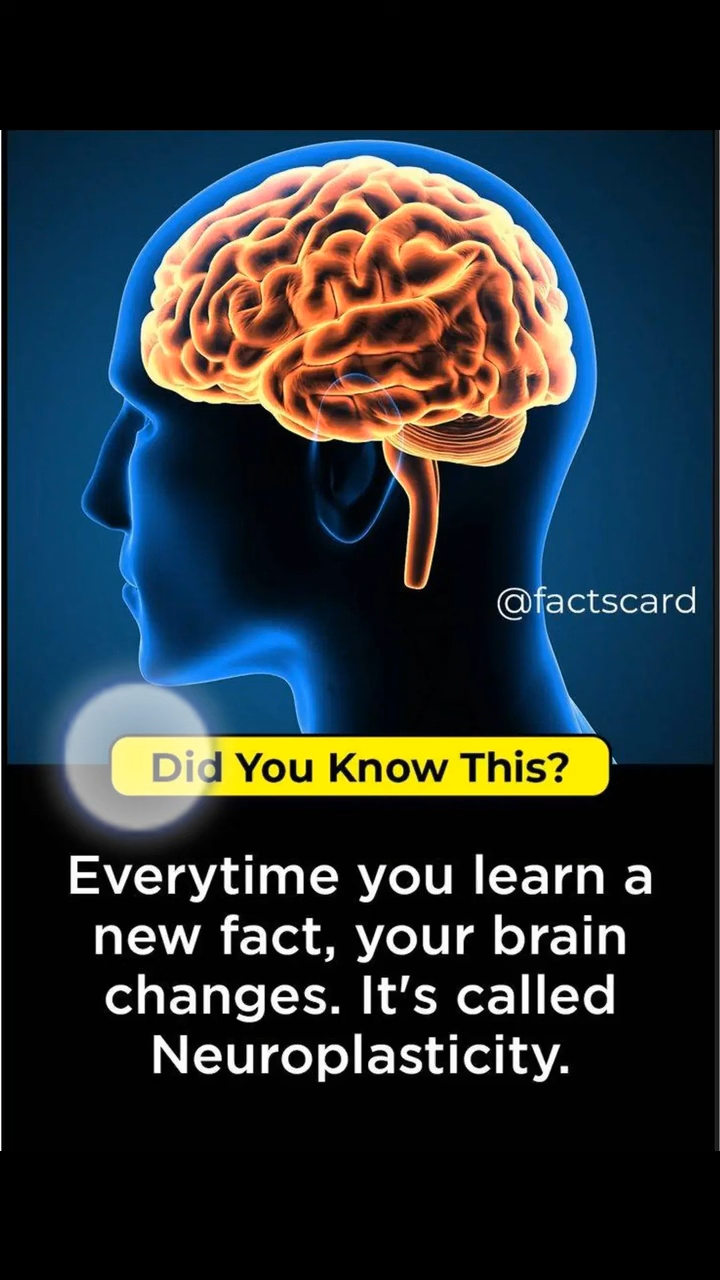 @factscard
Did You Know This?
Everytime you learn a
new fact, your brain
changes. It's called
Neuroplasticity.